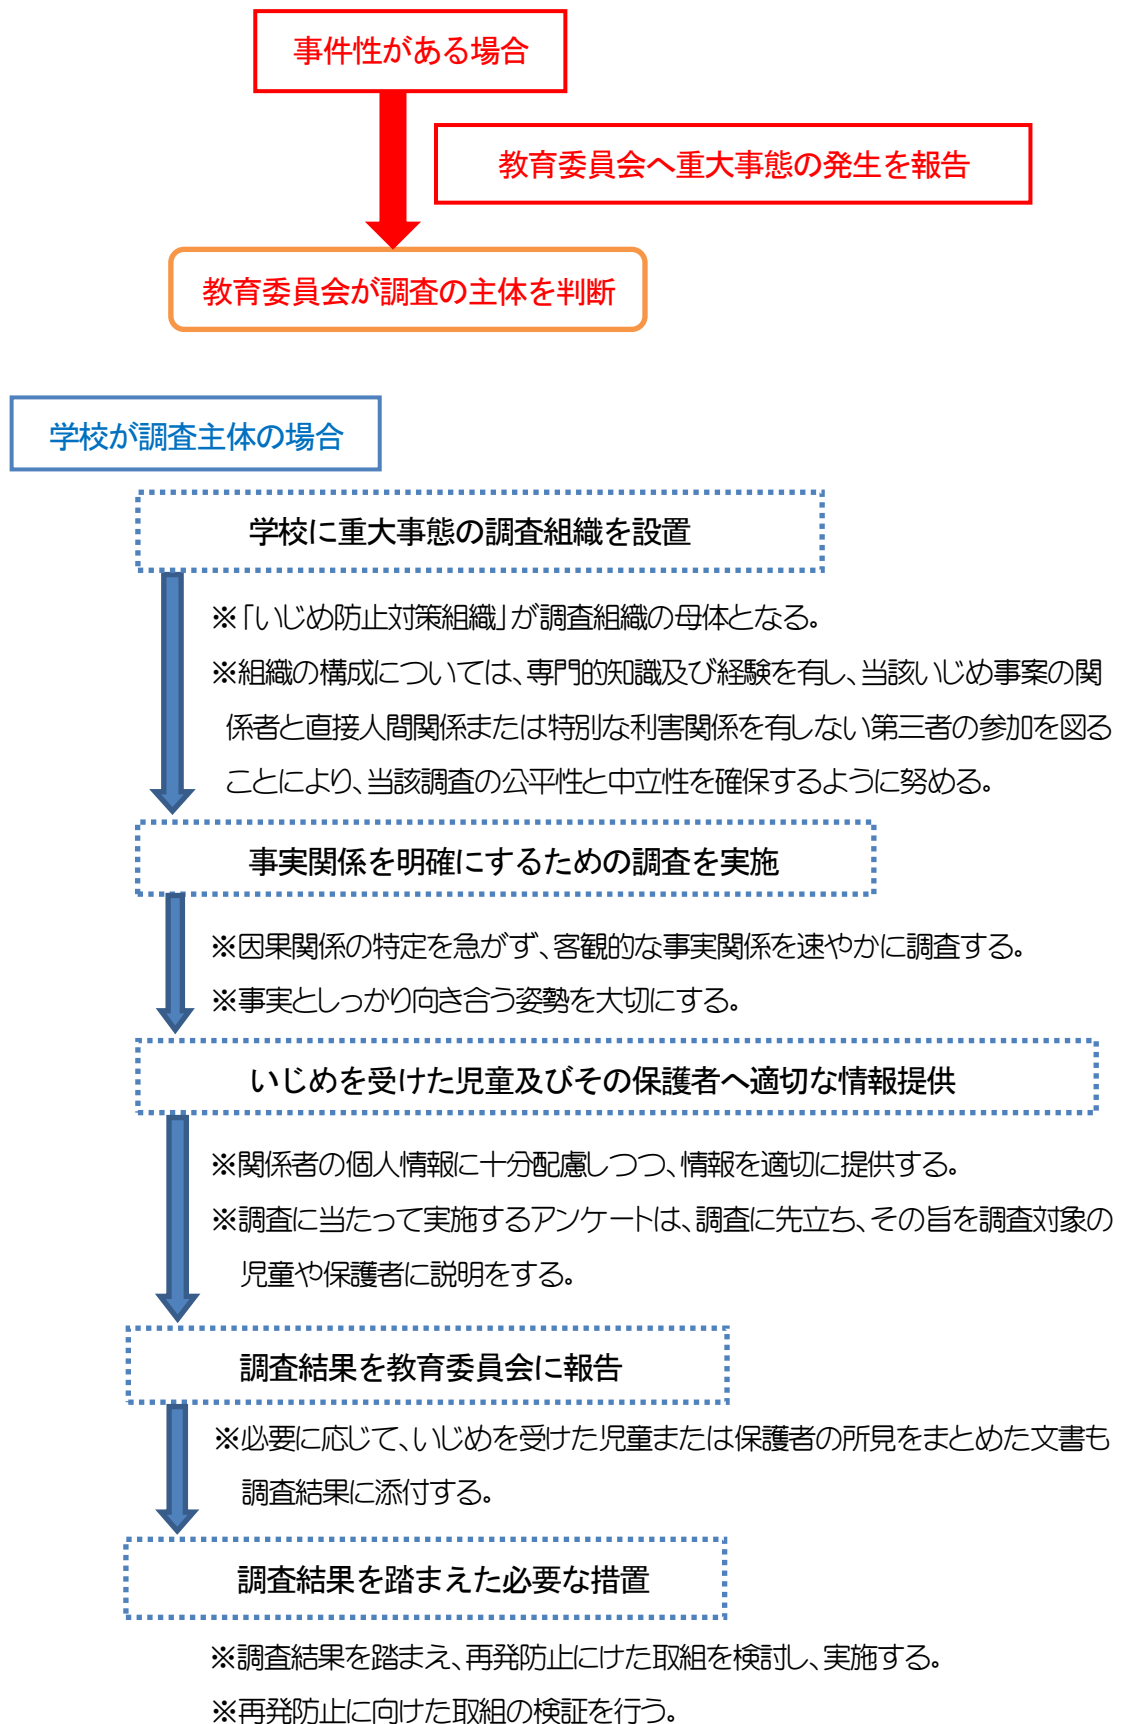 事件性がある場合
教育委員会へ重大事態の発生を報告
教育委員会が調査の主体を判断
学校が調査主体の場合
学校に重大事態の調査組織を設置
※「いじめ防止対策組織」が調査組織の母体となる。
※組織の構成については、専門的知識及び経験を有し、当該いじめ事案の関
係者と直接人間関係または特別な利害関係を有しない第三者の参加を図る
ことにより、当該調査の公平性と中立性を確保するように努める。
事実関係を明確にするための調査を実施
※因果関係の特定を急がず、客観的な事実関係を速やかに調査する。
※事実としっかり向き合う姿勢を大切にする。
いじめを受けた児童及びその保護者へ適切な情報提供
※関係者の個人情報に十分配慮しつつ、情報を適切に提供する。
※調査に当たって実施するアンケートは、調査に先立ち、その旨を調査対象の
児童や保護者に説明をする。
調査結果を教育委員会に報告
※必要に応じて、いじめを受けた児童または保護者の所見をまとめた文書も
調査結果に添付する。
調査結果を踏まえた必要な措置
※調査結果を踏まえ、再発防止にけた取組を検討し、実施する。
※再発防止に向けた取組の検証を行う。